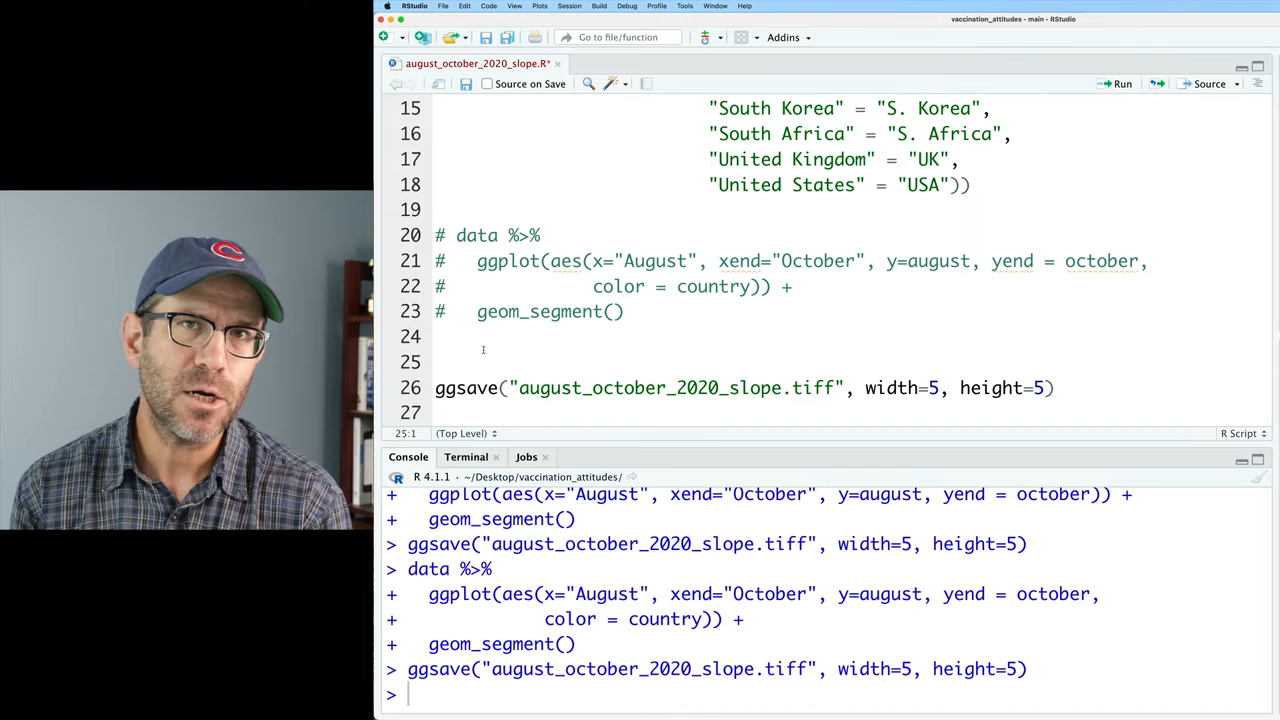 RStudio File Edit Code View Plots Session Build Debug Profile Tools Window Help
vaccination_attitudes - main - RStudio
Go to file/function Addins
august_october_2020_slope.R*
Source on Save Run Source
15 "South Korea" = "S. Korea",
16 "South Africa" = "S. Africa",
17 "United Kingdom" = "UK",
18 "United States" = "USA"))
19
20 # data %>%
21 # ggplot(aes(x="August", xend="October", y=august, yend = october,
22 # color = country)) +
23 # geom_segment()
24
25
26 ggsave("august_october_2020_slope.tiff", width=5, height=5)
27
25:1 (Top Level) R Script
Console Terminal Jobs
R 4.1.1 · ~/Desktop/vaccination_attitudes/
+ ggplot(aes(x="August", xend="October", y=august, yend = october)) +
+ geom_segment()
> ggsave("august_october_2020_slope.tiff", width=5, height=5)
> data %>%
+ ggplot(aes(x="August", xend="October", y=august, yend = october,
+ color = country)) +
+ geom_segment()
> ggsave("august_october_2020_slope.tiff", width=5, height=5)
>
C